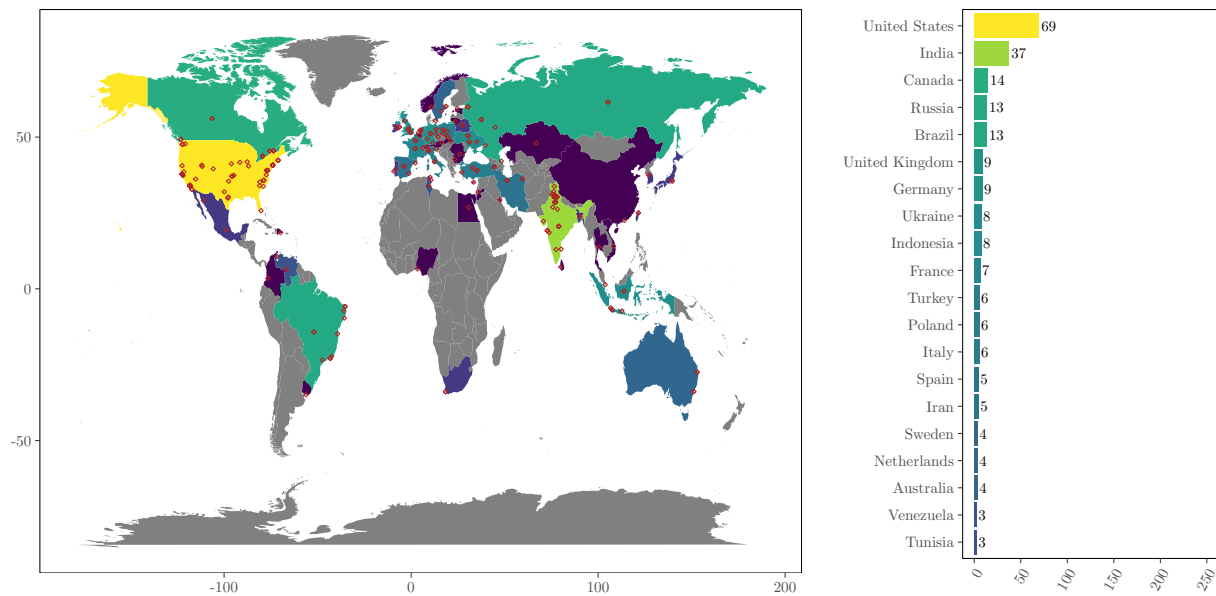 50
0
-50
-100
0
100
200
United States 69
India 37
Canada 14
Russia 13
Brazil 13
United Kingdom 9
Germany 9
Ukraine 8
Indonesia 8
France 7
Turkey 6
Poland 6
Italy 6
Spain 5
Iran 5
Sweden 4
Netherlands 4
Australia 4
Venezuela 3
Tunisia 3
0
50
100
150
200
250